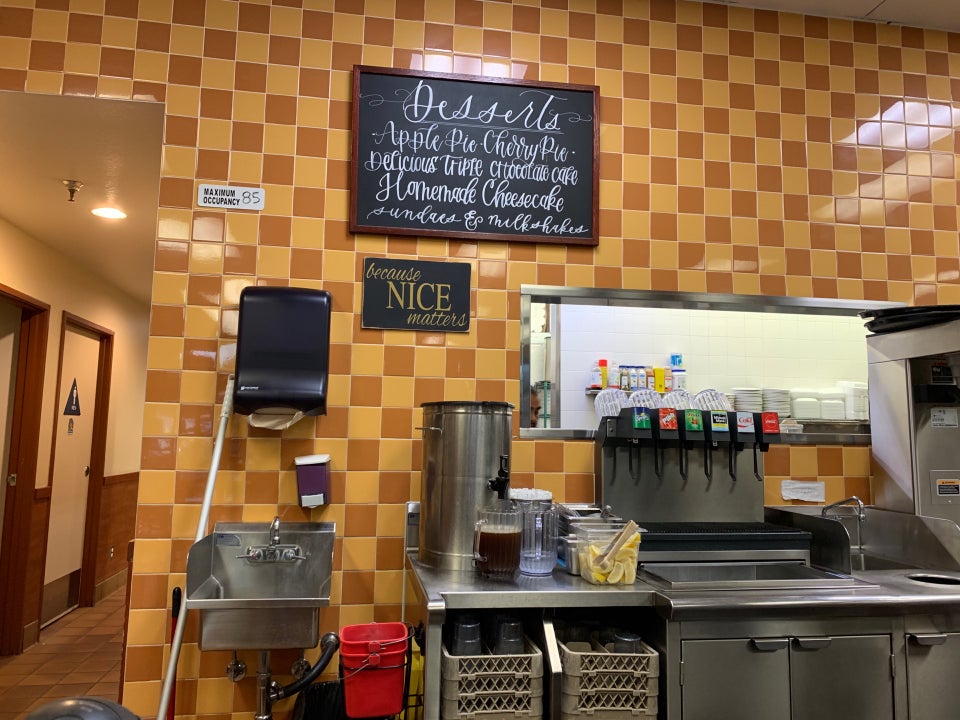 Desserts
Apple Pie · Cherry Pie ·
Delicious Triple Chocolate Cake
Homemade Cheesecake
sundaes & milkshakes
MAXIMUM
OCCUPANCY 85
because
NICE
matters